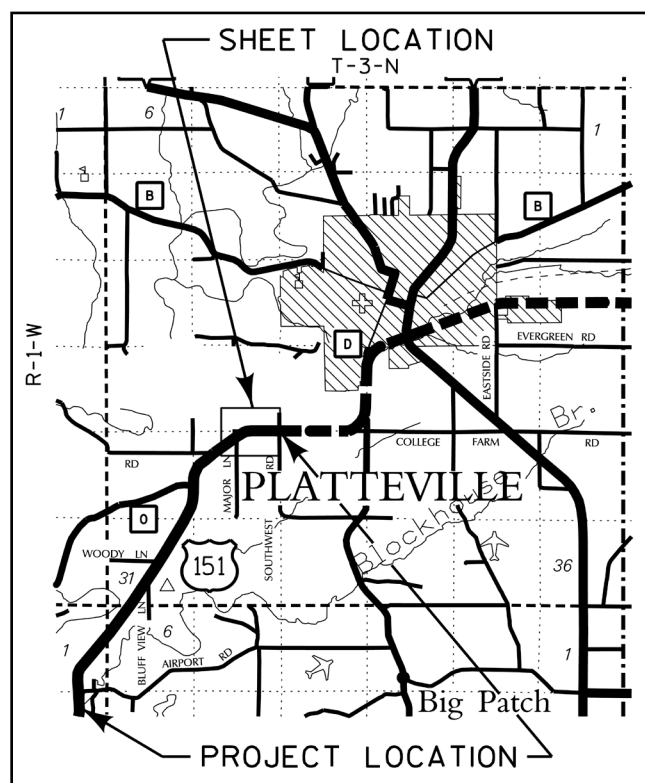 SHEET LOCATION
T-3-N
1
6
1
B
B
R-1-W
D
EVERGREEN RD
EASTSIDE RD
Br.
COLLEGE FARM RD
RD
MAJOR LN
RD
PLATTEVILLE
O
Blockhouse
WOODY LN
151
SOUTHWEST
31
36
BLUFF VIEW LN
6
1
AIRPORT RD
1
Big Patch
PROJECT LOCATION